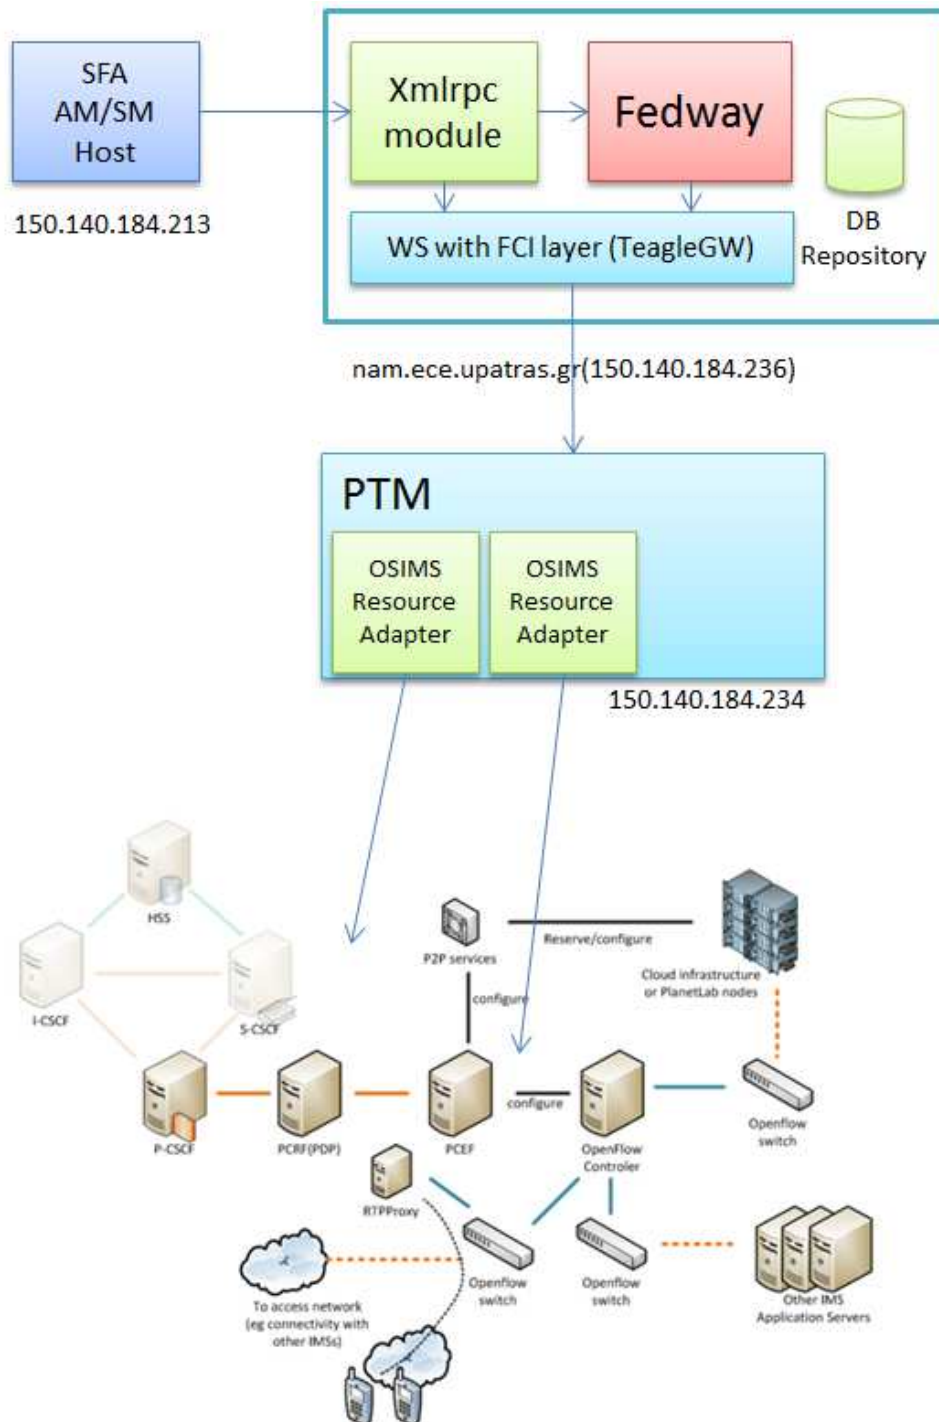 SFA
AM/SM
Host
150.140.184.213
Xmlrpc
module
Fedway
DB
Repository
WS with FCI layer (TeagleGW)
nam.ece.upatras.gr(150.140.184.236)
PTM
OSIMS
Resource
Adapter
OSIMS
Resource
Adapter
150.140.184.234
HSS
I-CSCF
S-CSCF
P2P services
Reserve/configure
Cloud infrastructure
or PlanetLab nodes
configure
P-CSCF
PCRF(PDP)
PCEF
configure
OpenFlow
Controler
Openflow
switch
RTPProxy
Openflow
switch
Openflow
switch
Other IMS
Application Servers
To access network
(eg connectivity with
other IMSs)